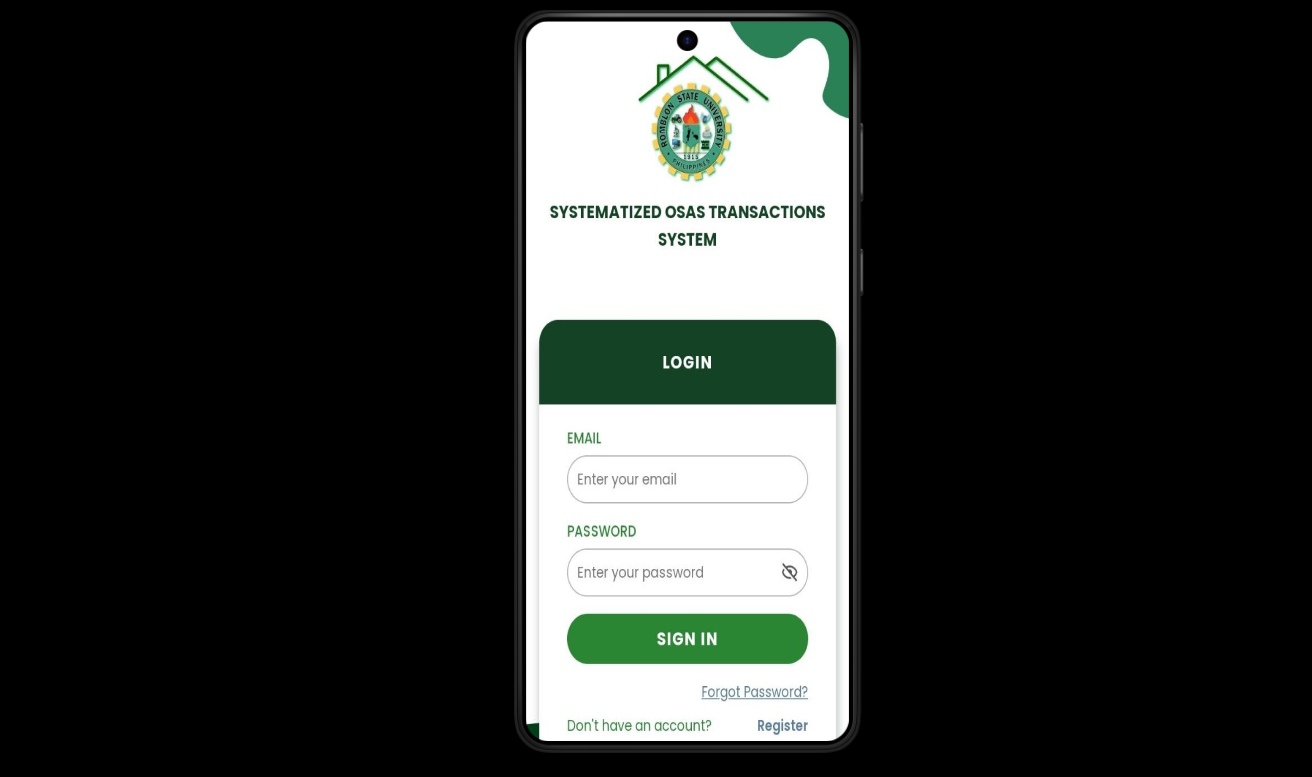 ROMBLON STATE UNIVERSITY
1915
PHILIPPINES
SYSTEMATIZED OSAS TRANSACTIONS
SYSTEM
LOGIN
EMAIL
Enter your email
PASSWORD
Enter your password
SIGN IN
Forgot Password?
Don't have an account? Register